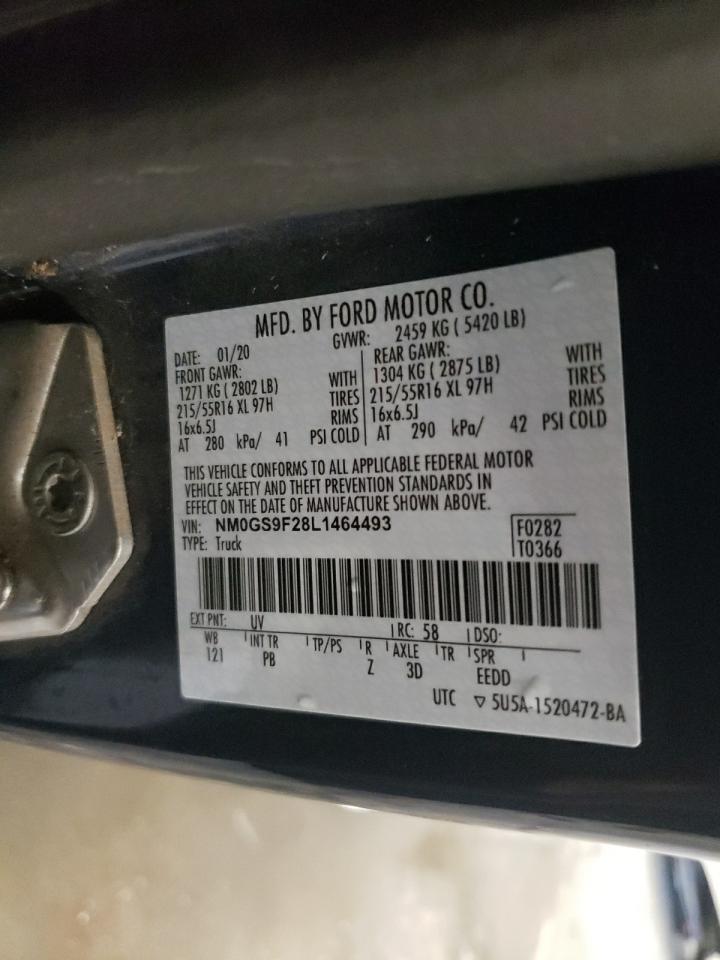 MFD. BY FORD MOTOR CO.
DATE: 01/20 GVWR: 2459 KG ( 5420 LB)
FRONT GAWR: REAR GAWR:
1271 KG ( 2802 LB) WITH 1304 KG ( 2875 LB) WITH
215/55R16 XL 97H TIRES 215/55R16 XL 97H TIRES
16x6.5J RIMS 16x6.5J RIMS
AT 280 kPa/ 41 PSI COLD AT 290 kPa/ 42 PSI COLD
THIS VEHICLE CONFORMS TO ALL APPLICABLE FEDERAL MOTOR
VEHICLE SAFETY AND THEFT PREVENTION STANDARDS IN
EFFECT ON THE DATE OF MANUFACTURE SHOWN ABOVE.
VIN: NM0GS9F28L1464493 F0282
TYPE: Truck T0366
EXT PNT: UV RC: 58 DSO:
WB INT TR TP/PS R AXLE TR SPR
121 PB Z 3D EEDD
UTC ▽ 5U5A-1520472-BA